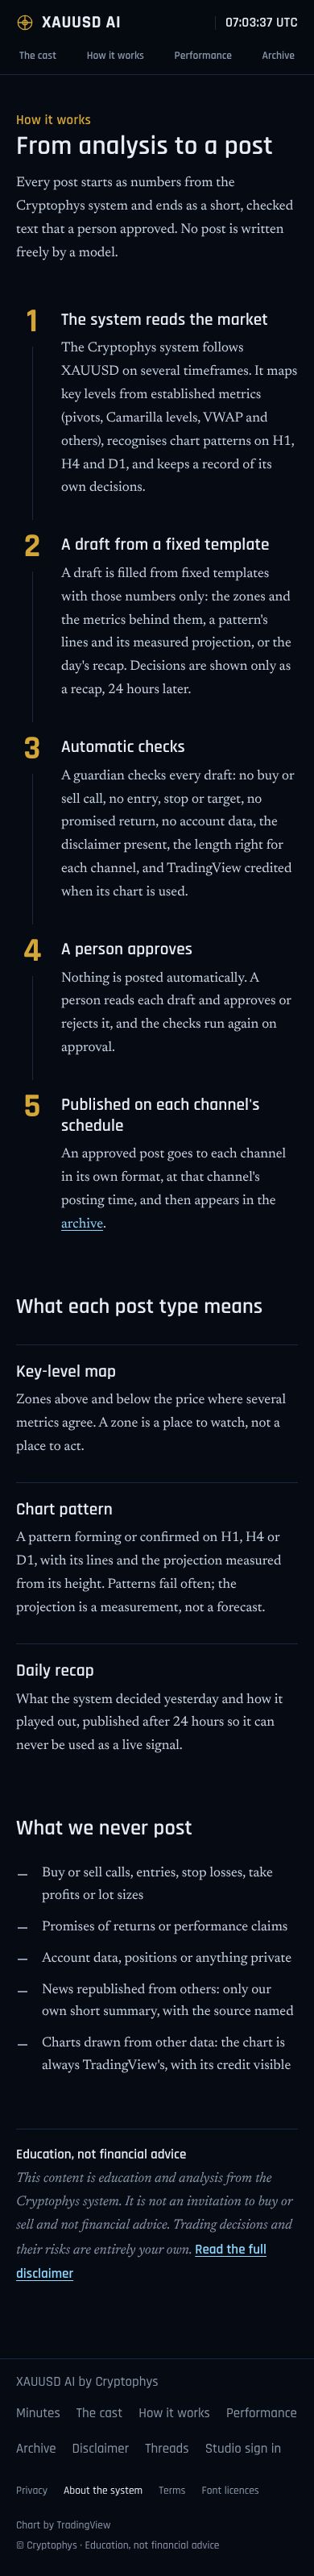 XAUUSD AI
07:03:37 UTC
The cast How it works Performance Archive
How it works
From analysis to a post
Every post starts as numbers from the
Cryptophys system and ends as a short, checked
text that a person approved. No post is written
freely by a model.
1
The system reads the market
The Cryptophys system follows
XAUUSD on several timeframes. It maps
key levels from established metrics
(pivots, Camarilla levels, VWAP and
others), recognises chart patterns on H1,
H4 and D1, and keeps a record of its
own decisions.
2
A draft from a fixed template
A draft is filled from fixed templates
with those numbers only: the zones and
the metrics behind them, a pattern's
lines and its measured projection, or the
day's recap. Decisions are shown only as
a recap, 24 hours later.
3
Automatic checks
A guardian checks every draft: no buy or
sell call, no entry, stop or target, no
promised return, no account data, the
disclaimer present, the length right for
each channel, and TradingView credited
when its chart is used.
4
A person approves
Nothing is posted automatically. A
person reads each draft and approves or
rejects it, and the checks run again on
approval.
5
Published on each channel's
schedule
An approved post goes to each channel
in its own format, at that channel's
posting time, and then appears in the
archive.
What each post type means
Key-level map
Zones above and below the price where several
metrics agree. A zone is a place to watch, not a
place to act.
Chart pattern
A pattern forming or confirmed on H1, H4 or
D1, with its lines and the projection measured
from its height. Patterns fail often; the
projection is a measurement, not a forecast.
Daily recap
What the system decided yesterday and how it
played out, published after 24 hours so it can
never be used as a live signal.
What we never post
— Buy or sell calls, entries, stop losses, take
profits or lot sizes
— Promises of returns or performance claims
— Account data, positions or anything private
— News republished from others: only our
own short summary, with the source named
— Charts drawn from other data: the chart is
always TradingView's, with its credit visible
Education, not financial advice
This content is education and analysis from the
Cryptophys system. It is not an invitation to buy or
sell and not financial advice. Trading decisions and
their risks are entirely your own. Read the full
disclaimer
XAUUSD AI by Cryptophys
Minutes The cast How it works Performance
Archive Disclaimer Threads Studio sign in
Privacy About the system Terms Font licences
Chart by TradingView
© Cryptophys · Education, not financial advice